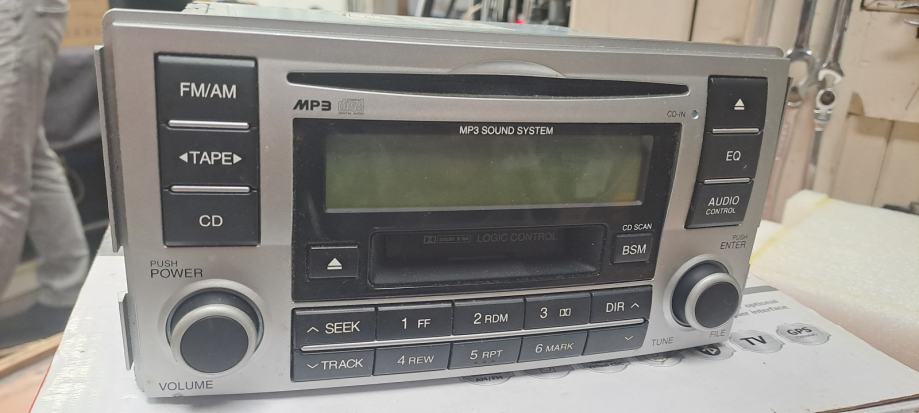 FM/AM
◀TAPE▶
CD
PUSH
POWER
VOLUME
MP3
CD-IN
MP3 SOUND SYSTEM
LOGIC CONTROL
CD SCAN
BSM
EQ
AUDIO
CONTROL
PUSH
ENTER
SEEK
1 FF
2 RDM
3
DIR
TRACK
4 REW
5 RPT
6 MARK
TUNE
FILE
optional
interface
TV
GPS